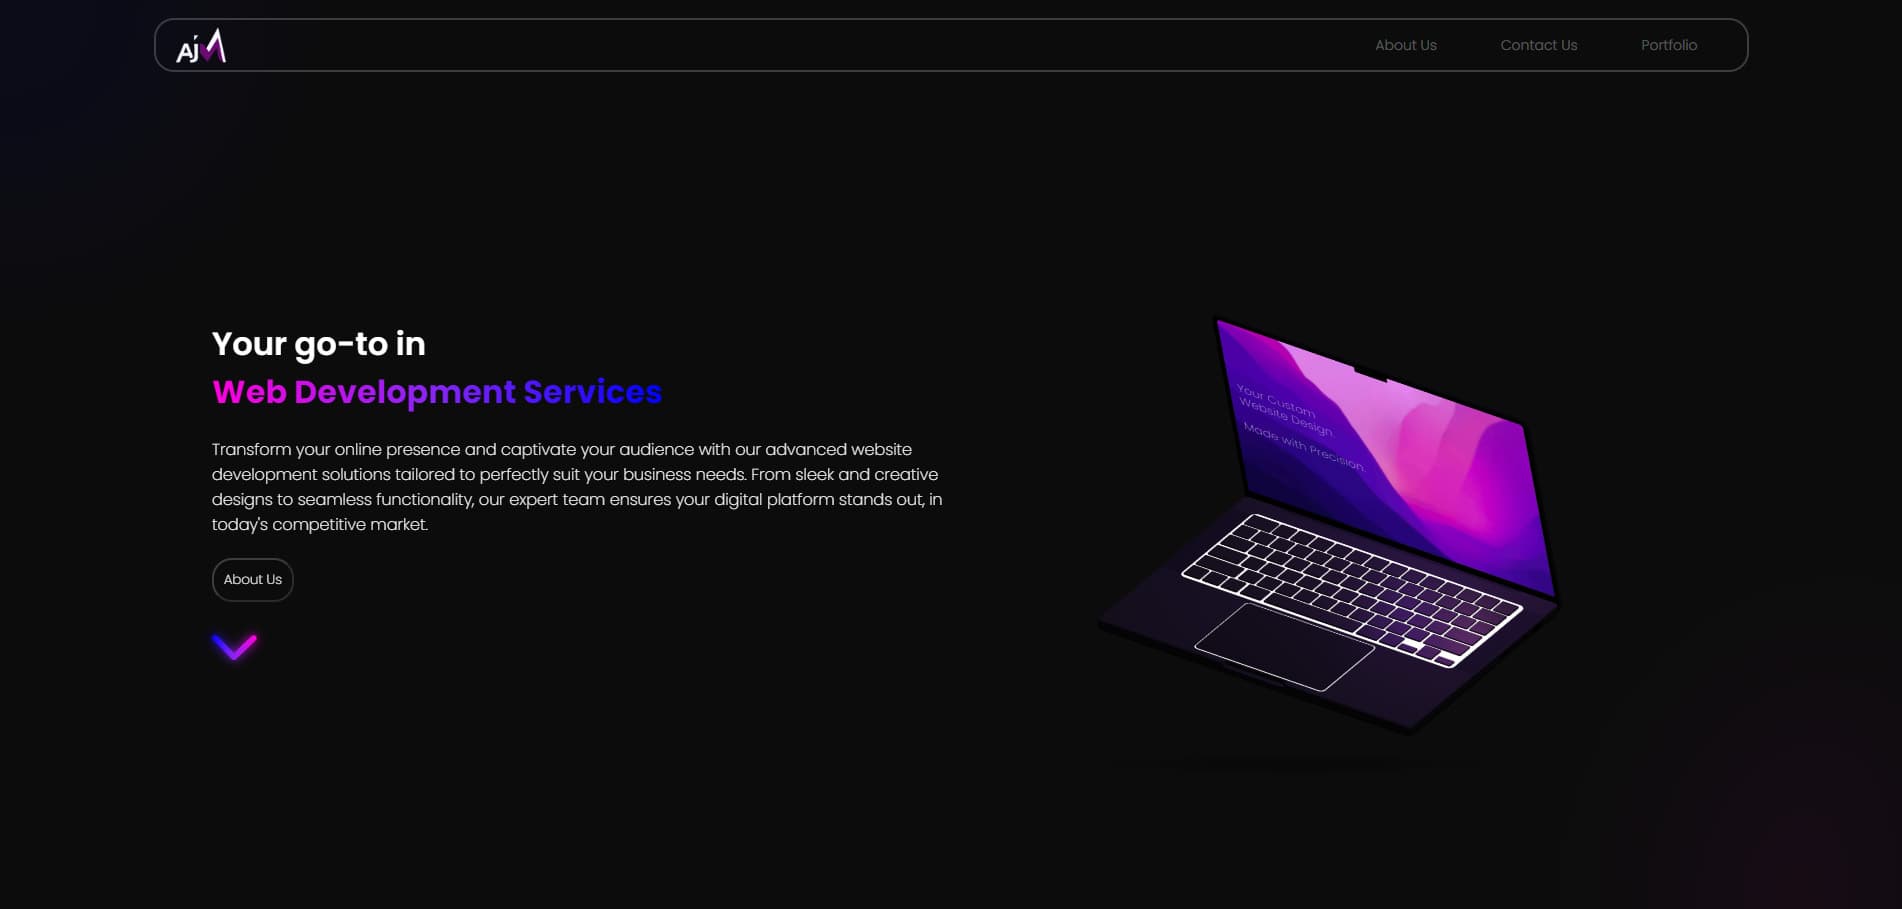 AJM
About Us
Contact Us
Portfolio
Your go-to in
Web Development Services
Transform your online presence and captivate your audience with our advanced website
development solutions tailored to perfectly suit your business needs. From sleek and creative
designs to seamless functionality, our expert team ensures your digital platform stands out, in
today's competitive market.
About Us
Your Custom
Website Design.
Made with Precision.